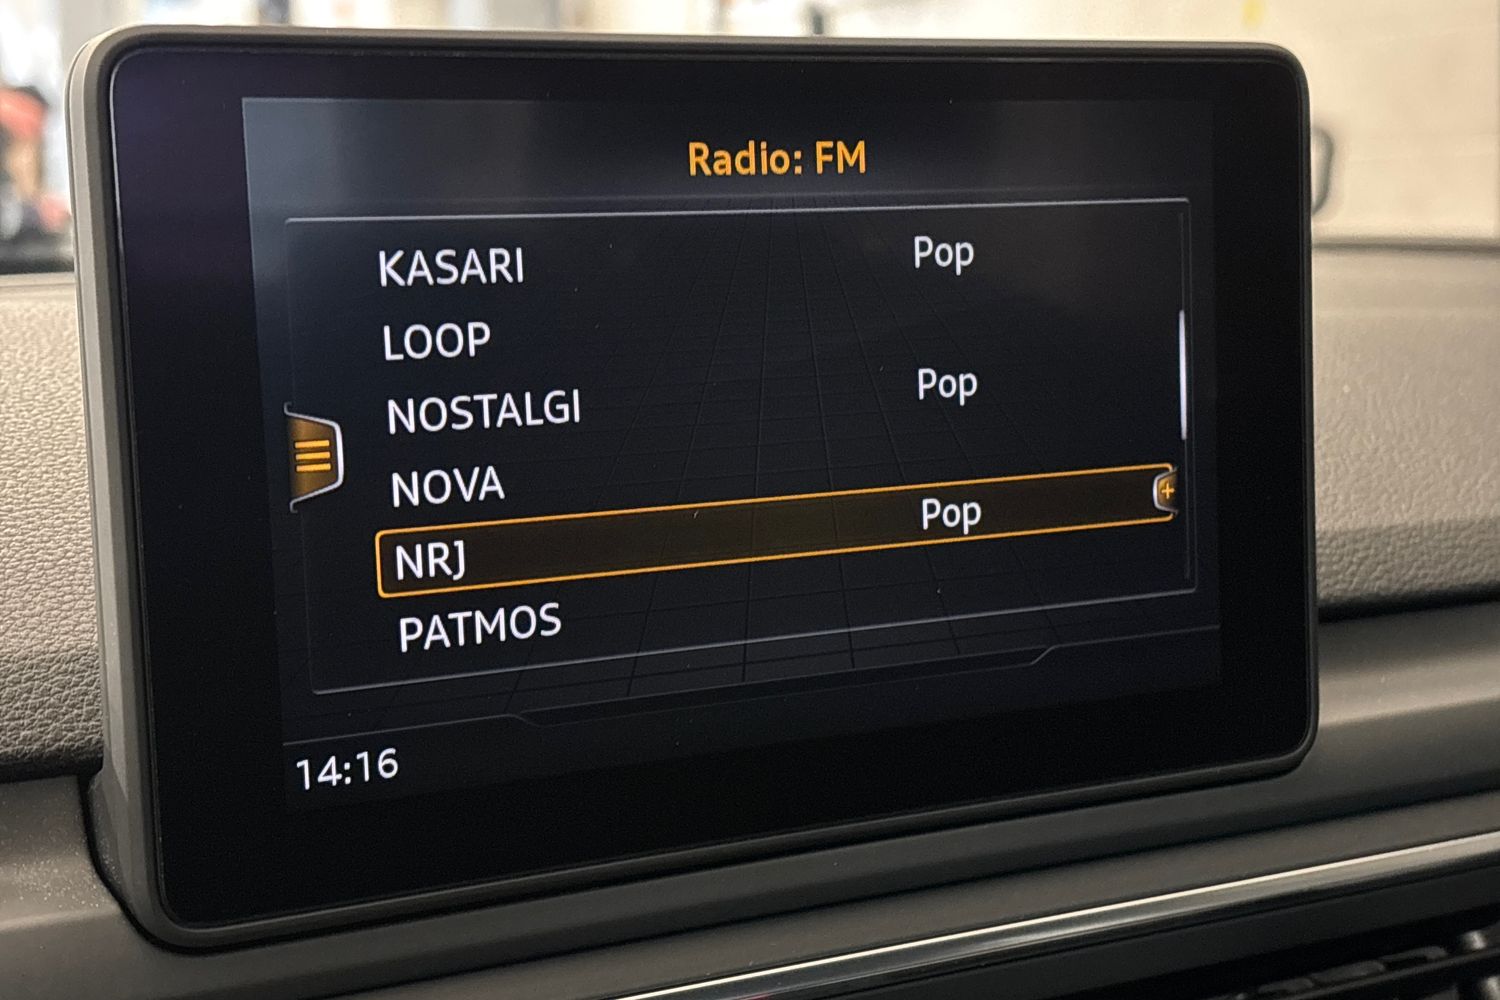 Radio: FM
KASARI Pop
LOOP
NOSTALGI Pop
NOVA
NRJ Pop
PATMOS
14:16